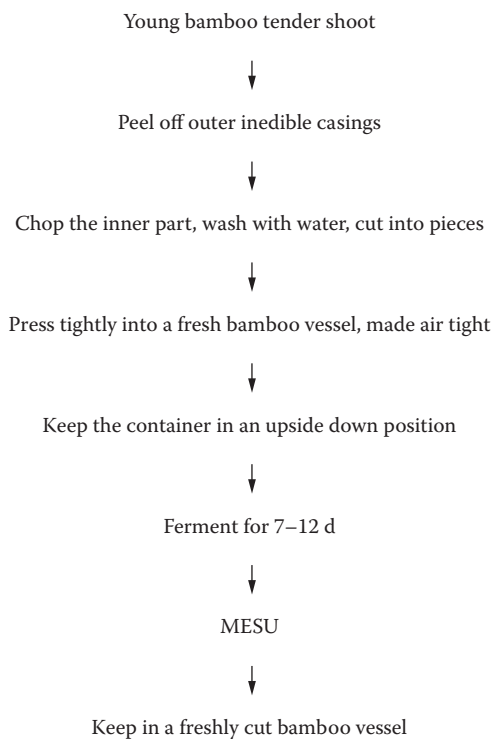 Young bamboo tender shoot
Peel off outer inedible casings
Chop the inner part, wash with water, cut into pieces
Press tightly into a fresh bamboo vessel, made air tight
Keep the container in an upside down position
Ferment for 7–12 d
MESU
Keep in a freshly cut bamboo vessel